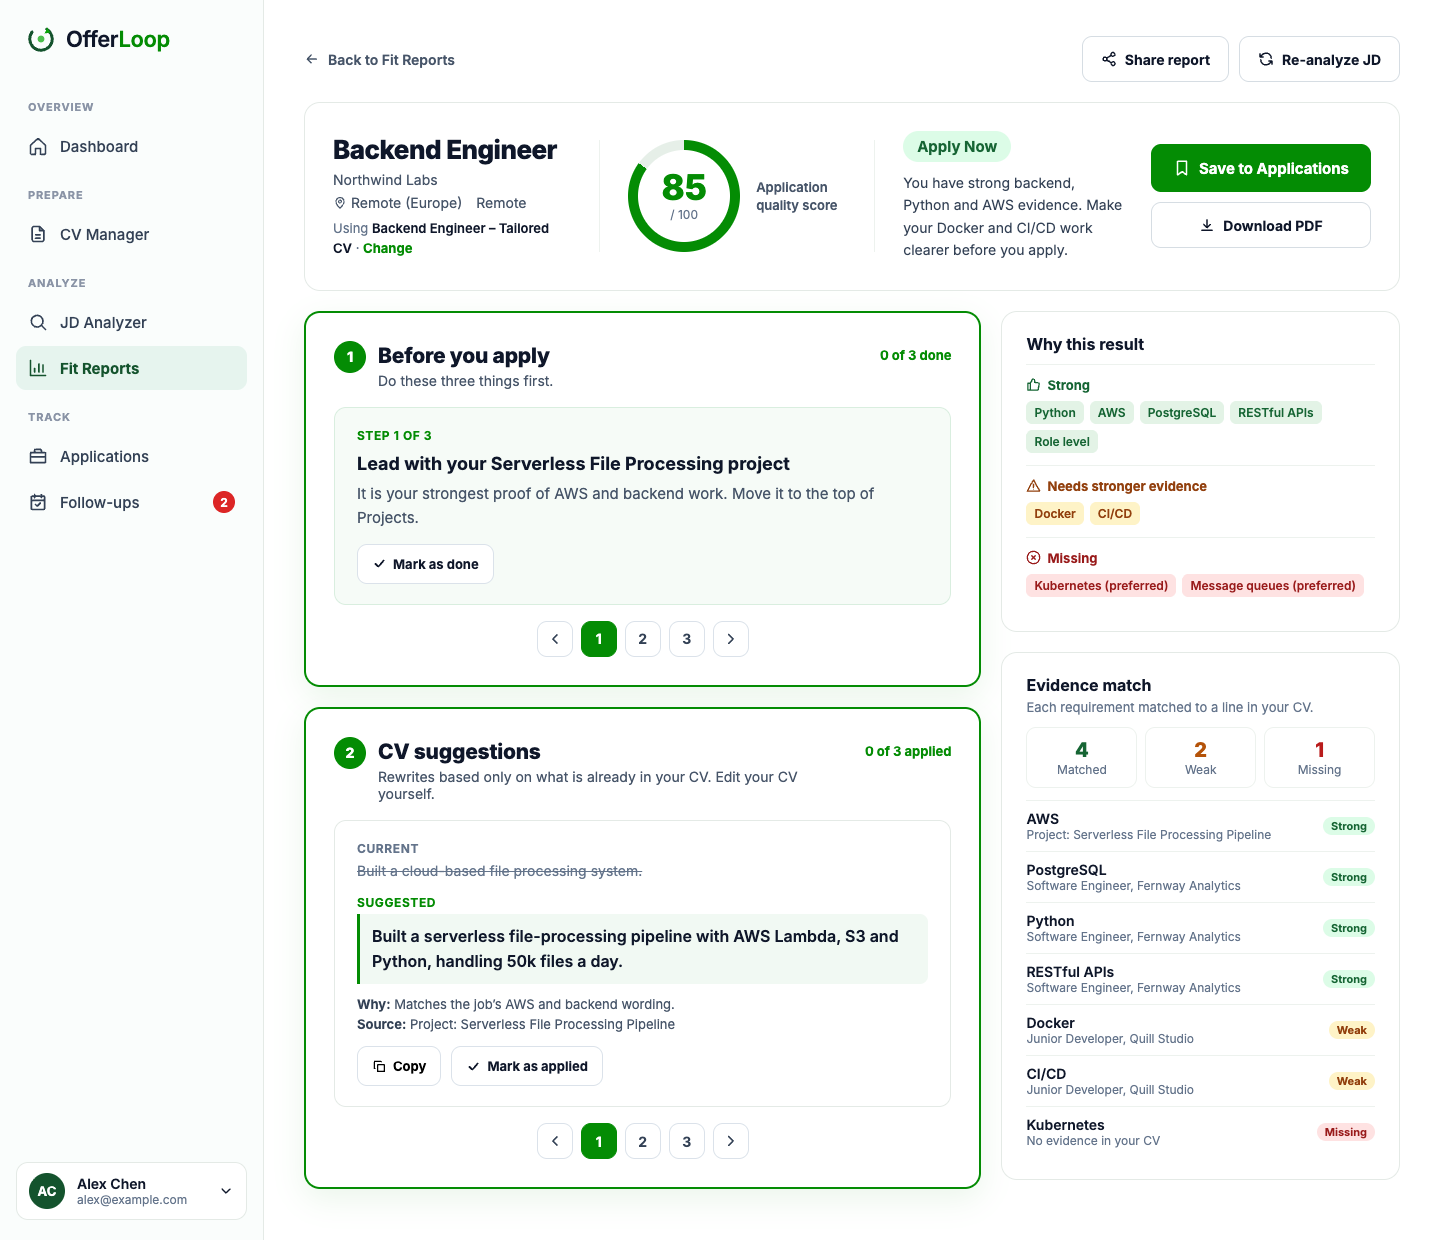 OfferLoop
OVERVIEW
Dashboard
PREPARE
CV Manager
ANALYZE
JD Analyzer
Fit Reports
TRACK
Applications
Follow-ups
2
AC
Alex Chen
alex@example.com
Back to Fit Reports
Share report
Re-analyze JD
Backend Engineer
Northwind Labs
Remote (Europe) Remote
Using Backend Engineer – Tailored
CV · Change
85
/ 100
Application
quality score
Apply Now
You have strong backend,
Python and AWS evidence. Make
your Docker and CI/CD work
clearer before you apply.
Save to Applications
Download PDF
1
Before you apply
Do these three things first.
0 of 3 done
STEP 1 OF 3
Lead with your Serverless File Processing project
It is your strongest proof of AWS and backend work. Move it to the top of
Projects.
Mark as done
1 2 3
2
CV suggestions
Rewrites based only on what is already in your CV. Edit your CV
yourself.
0 of 3 applied
CURRENT
Built a cloud-based file processing system.
SUGGESTED
Built a serverless file-processing pipeline with AWS Lambda, S3 and
Python, handling 50k files a day.
Why: Matches the job's AWS and backend wording.
Source: Project: Serverless File Processing Pipeline
Copy
Mark as applied
1 2 3
Why this result
Strong
Python AWS PostgreSQL RESTful APIs
Role level
Needs stronger evidence
Docker CI/CD
Missing
Kubernetes (preferred) Message queues (preferred)
Evidence match
Each requirement matched to a line in your CV.
4 2 1
Matched Weak Missing
AWS
Project: Serverless File Processing Pipeline
Strong
PostgreSQL
Software Engineer, Fernway Analytics
Strong
Python
Software Engineer, Fernway Analytics
Strong
RESTful APIs
Software Engineer, Fernway Analytics
Strong
Docker
Junior Developer, Quill Studio
Weak
CI/CD
Junior Developer, Quill Studio
Weak
Kubernetes
No evidence in your CV
Missing